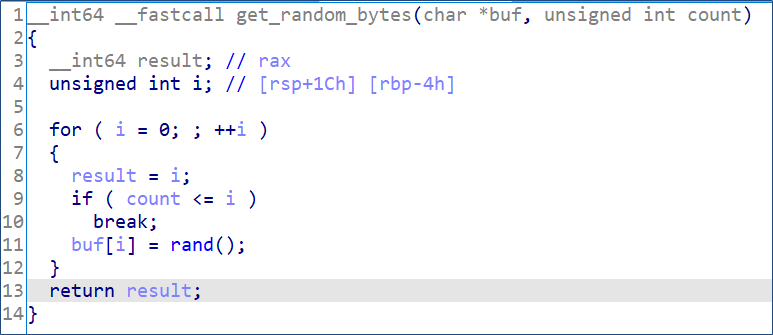 1 __int64 __fastcall get_random_bytes(char *buf, unsigned int count)
2 {
3   __int64 result; // rax
4   unsigned int i; // [rsp+1Ch] [rbp-4h]
5
6   for ( i = 0; ; ++i )
7   {
8     result = i;
9     if ( count <= i )
10       break;
11     buf[i] = rand();
12   }
13   return result;
14 }